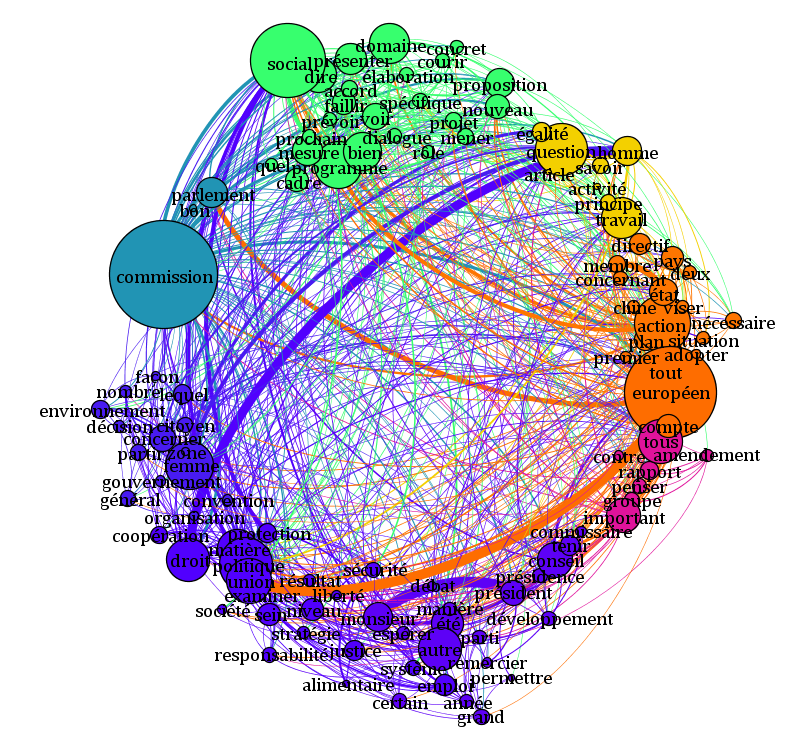 domaine
concret
présenter
courir
social
dire
élaboration
proposition
accord
spécifique
faillir
nouveau
prévoir
voir
projet
égalité
prochain
dialogue
mener
mesure
bien
rôle
question
homme
quel
programme
savoir
cadre
article
activité
parlement
principe
bon
travail
directif
pays
membre
deux
commission
concernant
état
chine
viser
action
nécessaire
plan
situation
premier
adopter
tout
européen
façon
nombre
lequel
environnement
décision
citoyen
compte
concerner
tous
partir
zone
contre
amendement
femme
rapport
gouvernement
penser
général
convention
groupe
organisation
important
coopération
protection
commissaire
matière
tenir
droit
conseil
politique
sécurité
présidence
union
résultat
débat
président
examiner
liberté
société
sein
niveau
manière
monsieur
développement
été
stratégie
espérer
parti
autre
responsabilité
justice
remercier
système
permettre
alimentaire
emploi
certain
année
grand